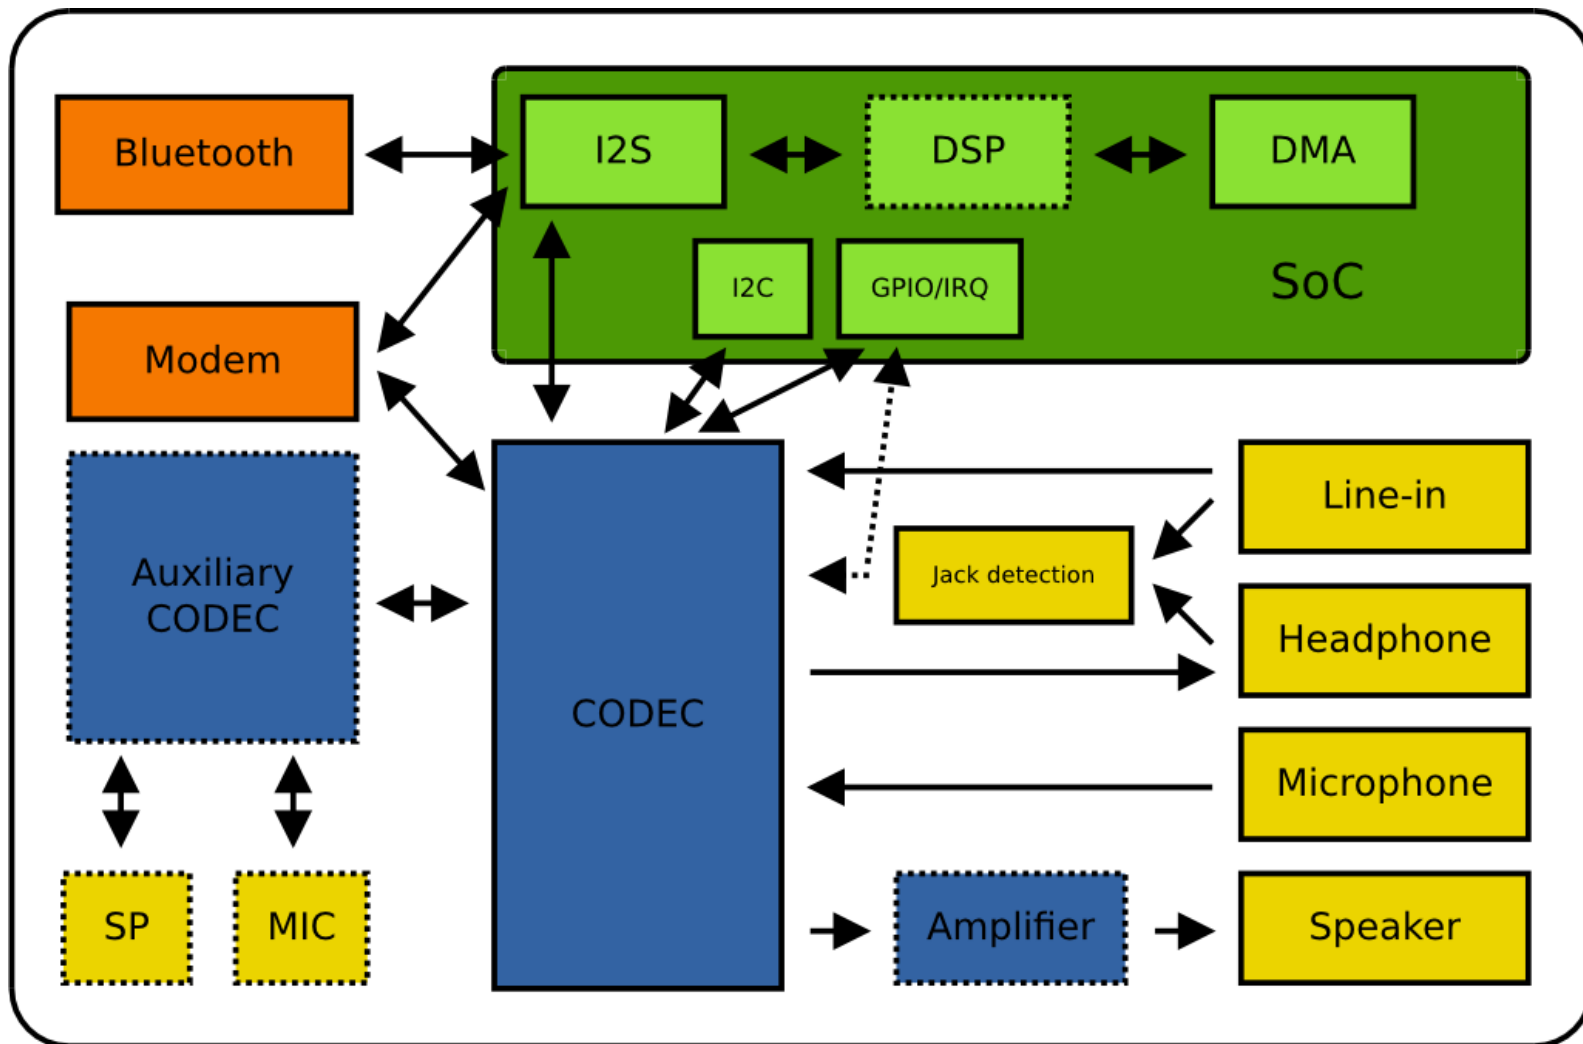 Bluetooth
I2S
DSP
DMA
I2C
GPIO/IRQ
SoC
Modem
Auxiliary
CODEC
CODEC
Line-in
Jack detection
Headphone
Microphone
SP
MIC
Amplifier
Speaker